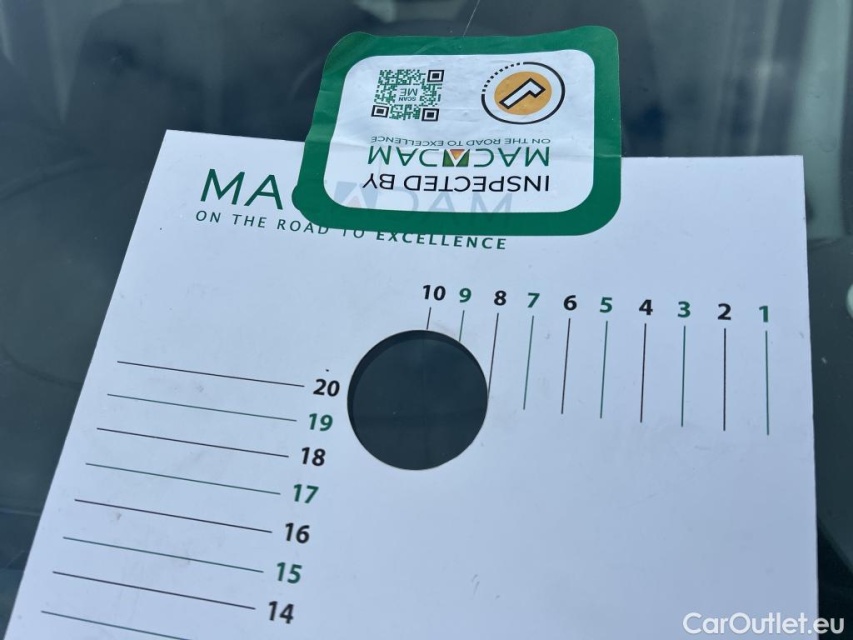 SCAN
ME
INSPECTED BY
MACADAM
ON THE ROAD TO EXCELLENCE
MA
ON THE ROAD TO EXCELLENCE
10 9 8 7 6 5 4 3 2 1
20
19
18
17
16
15
14
CarOutlet.eu